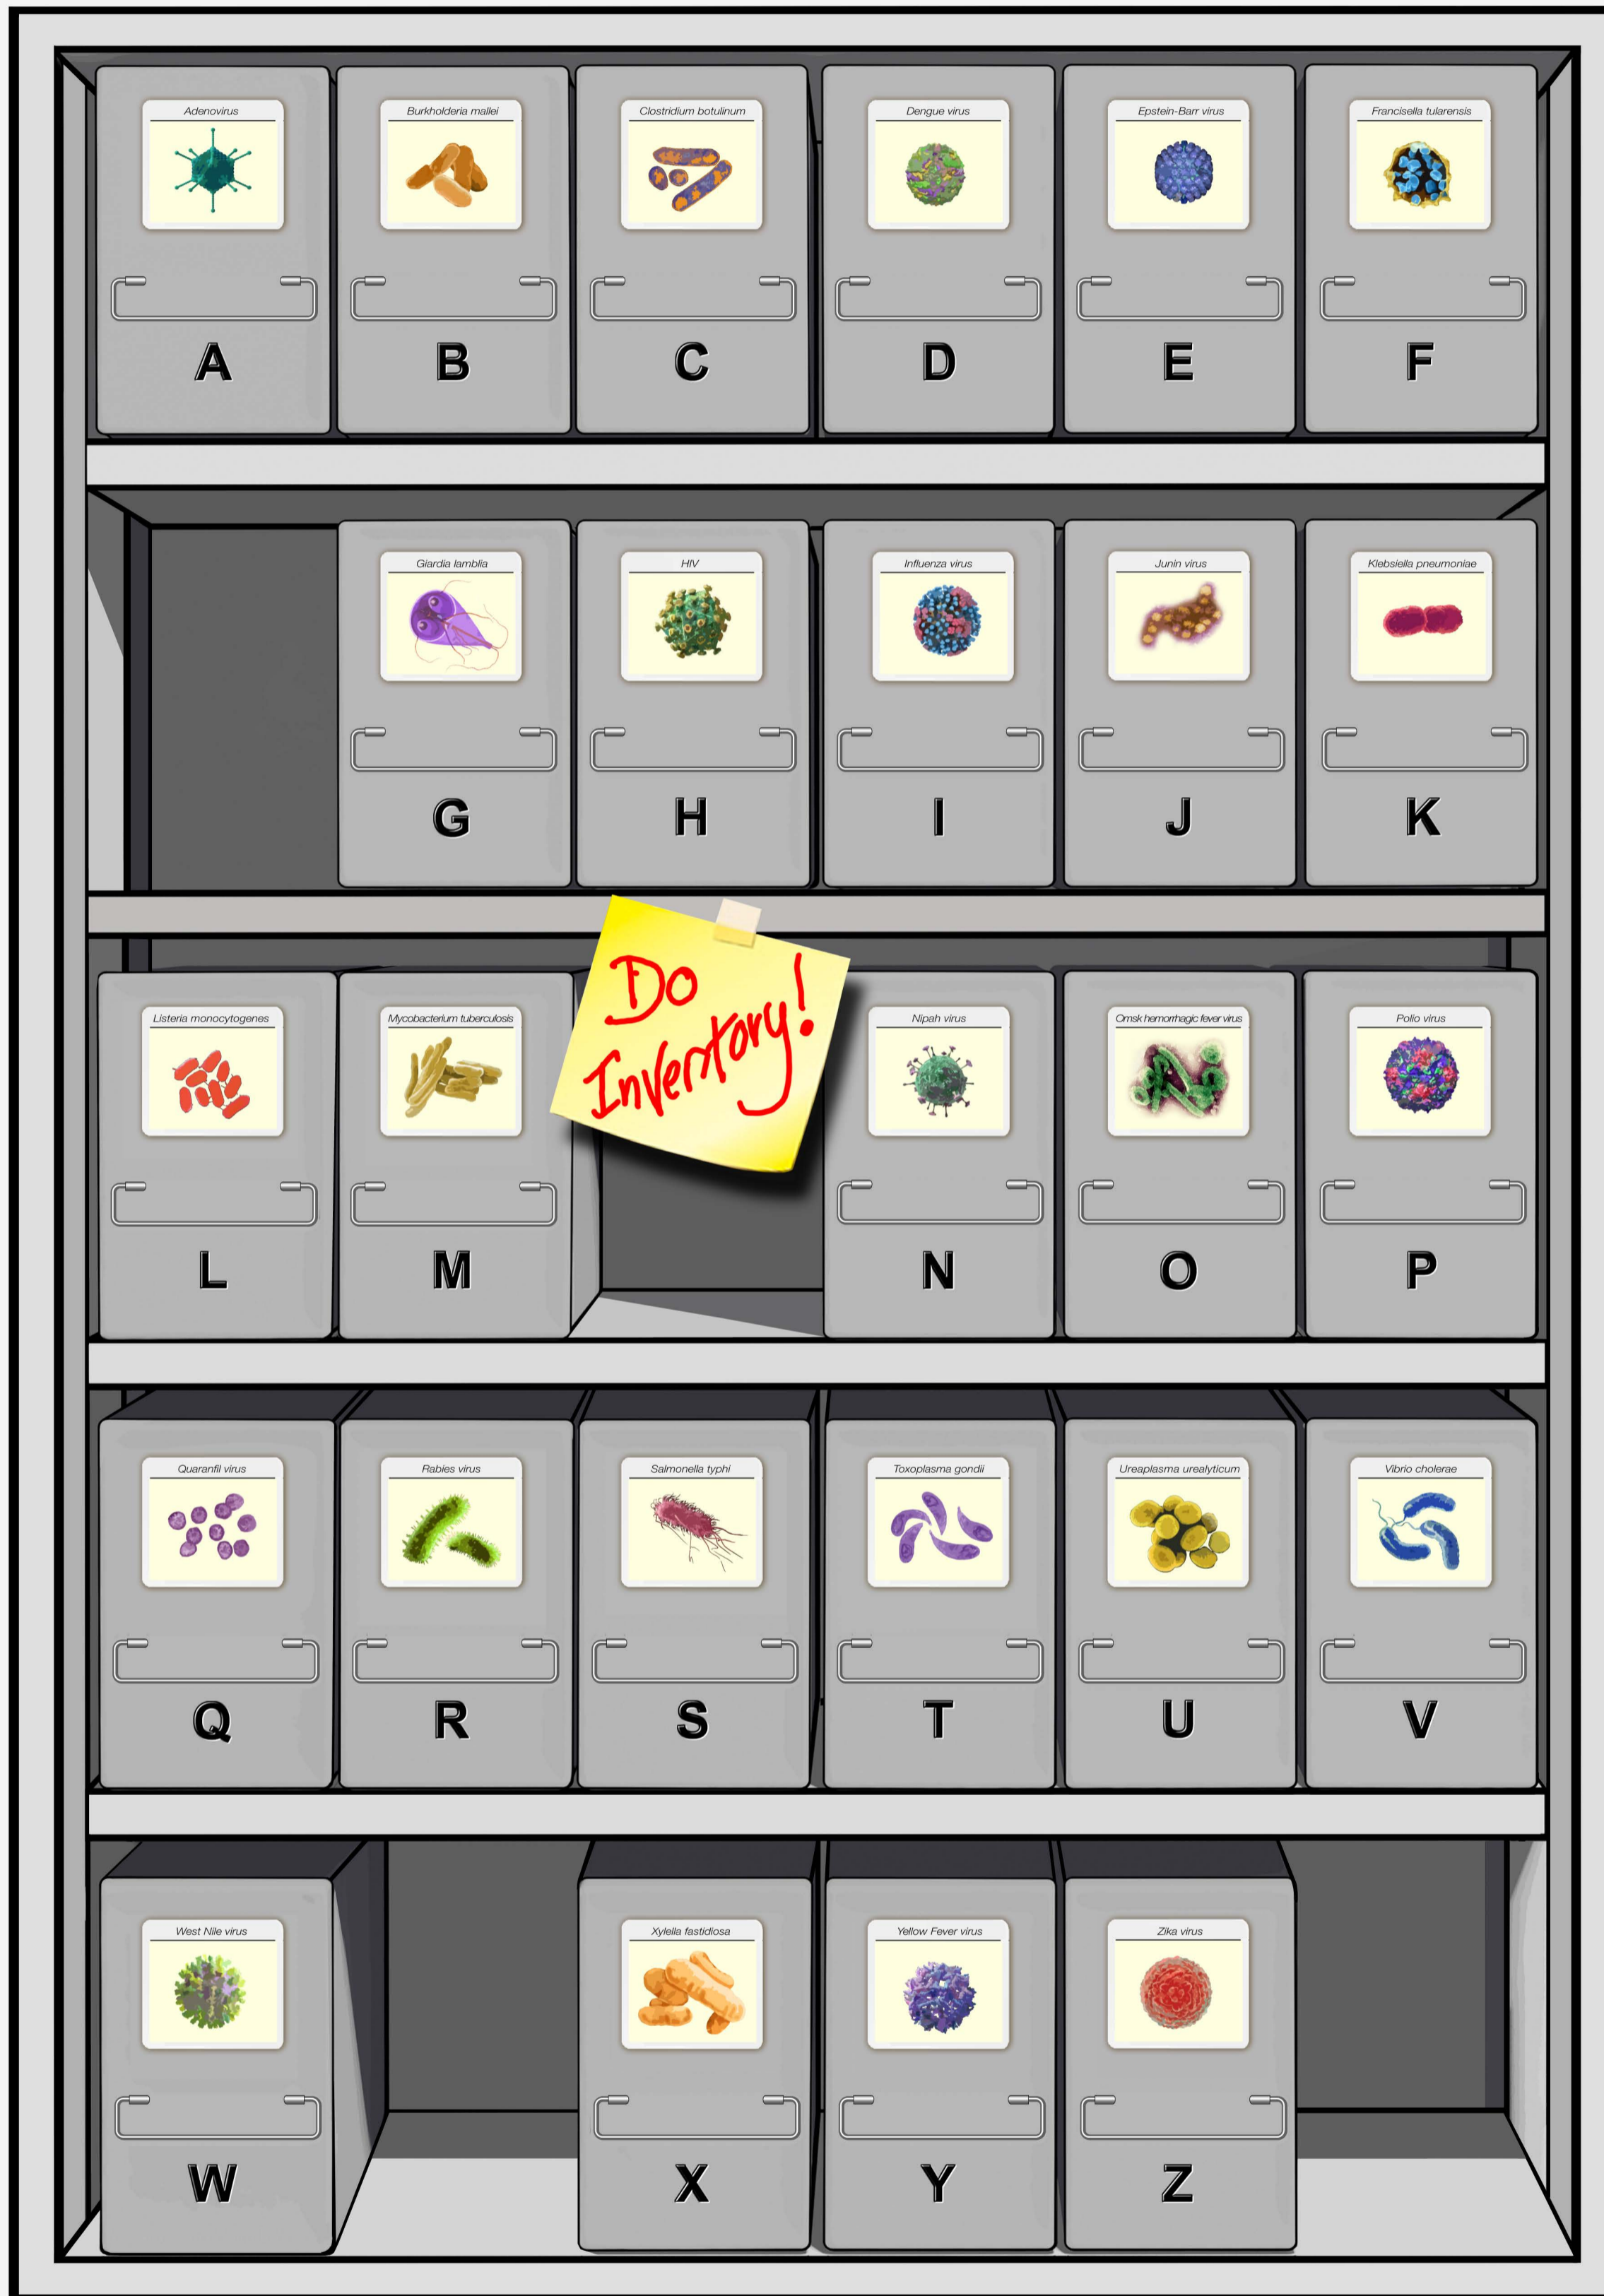 Adenovirus
Burkholderia mallei
Clostridium botulinum
Dengue virus
Epstein-Barr virus
Francisella tularensis
A
B
C
D
E
F
Giardia lamblia
HIV
Influenza virus
Junin virus
Klebsiella pneumoniae
G
H
I
J
K
Do
Inventory!
Listeria monocytogenes
Mycobacterium tuberculosis
Nipah virus
Omsk hemorrhagic fever virus
Polio virus
L
M
N
O
P
Quaranfil virus
Rabies virus
Salmonella typhi
Toxoplasma gondii
Ureaplasma urealyticum
Vibrio cholerae
Q
R
S
T
U
V
West Nile virus
Xylella fastidiosa
Yellow Fever virus
Zika virus
W
X
Y
Z